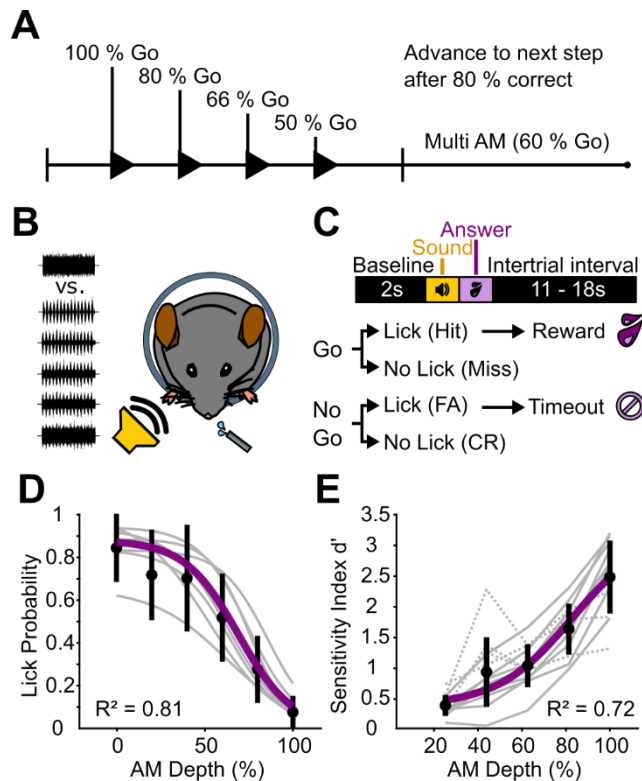 A
100 % Go
80 % Go
66 % Go
50 % Go
Advance to next step
after 80 % correct
Multi AM (60 % Go)
B
vs.
C
Answer
Sound
Baseline
Intertrial interval
2s
11 - 18s
Go
Lick (Hit)
Reward
No Lick (Miss)
No
Go
Lick (FA)
Timeout
No Lick (CR)
D
Lick Probability
1
0.8
0.6
0.4
0.2
0
R² = 0.81
0
50
100
AM Depth (%)
E
Sensitivity Index d'
3.5
3
2.5
2
1.5
1
0.5
0
R² = 0.72
20
40
60
80
100
AM Depth (%)